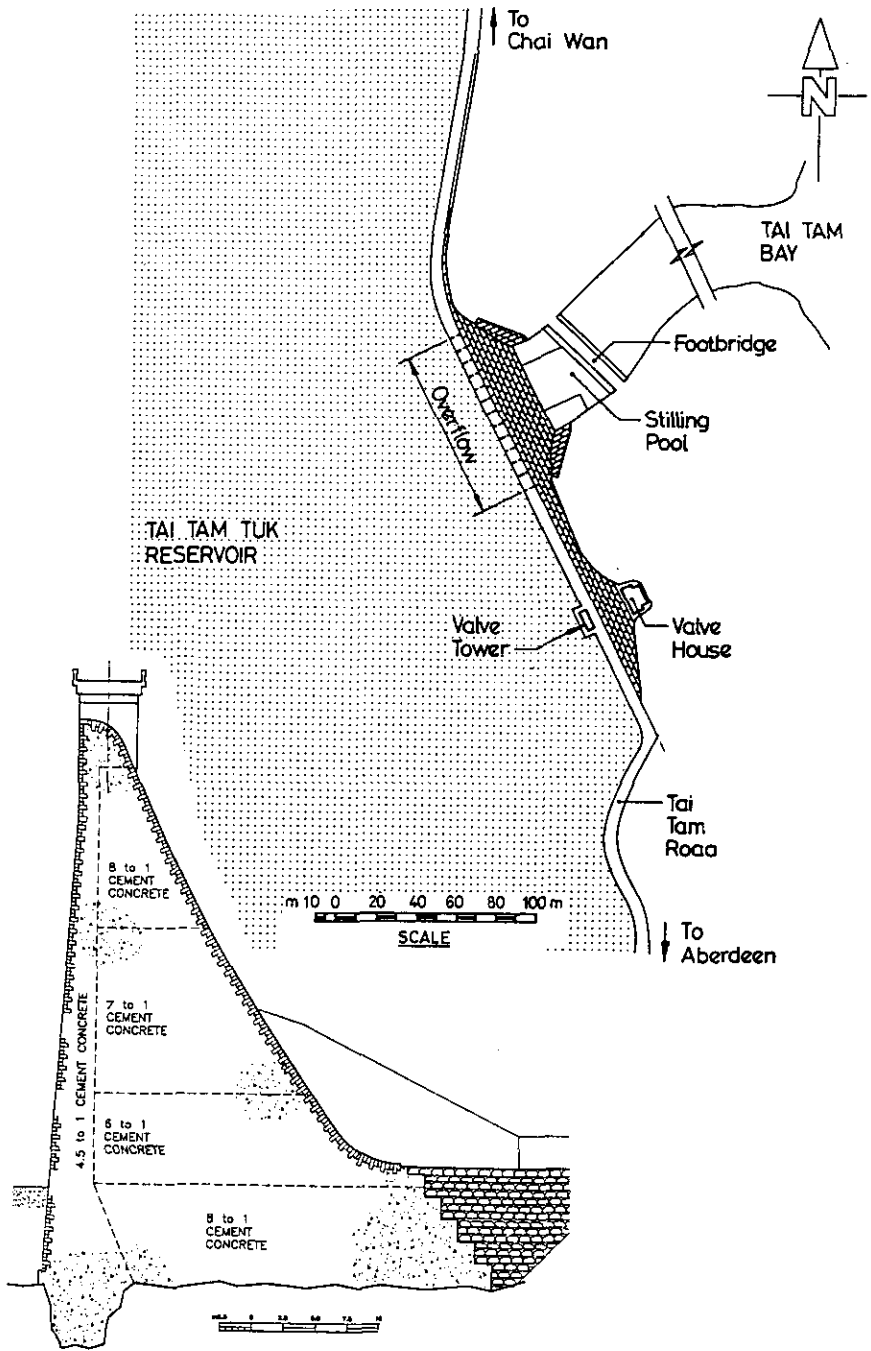 To
Chai Wan
N
TAI TAM
BAY
Footbridge
Stilling
Pool
Overflow
TAI TAM TUK
RESERVOIR
Valve
Tower
Valve
House
Tai
Tam
Roaa
m 10 0 20 40 60 80 100 m
SCALE
To
Aberdeen
8 to 1
CEMENT
CONCRETE
7 to 1
CEMENT
CONCRETE
4.5 to 1 CEMENT CONCRETE
6 to 1
CEMENT
CONCRETE
8 to 1
CEMENT
CONCRETE
0
10